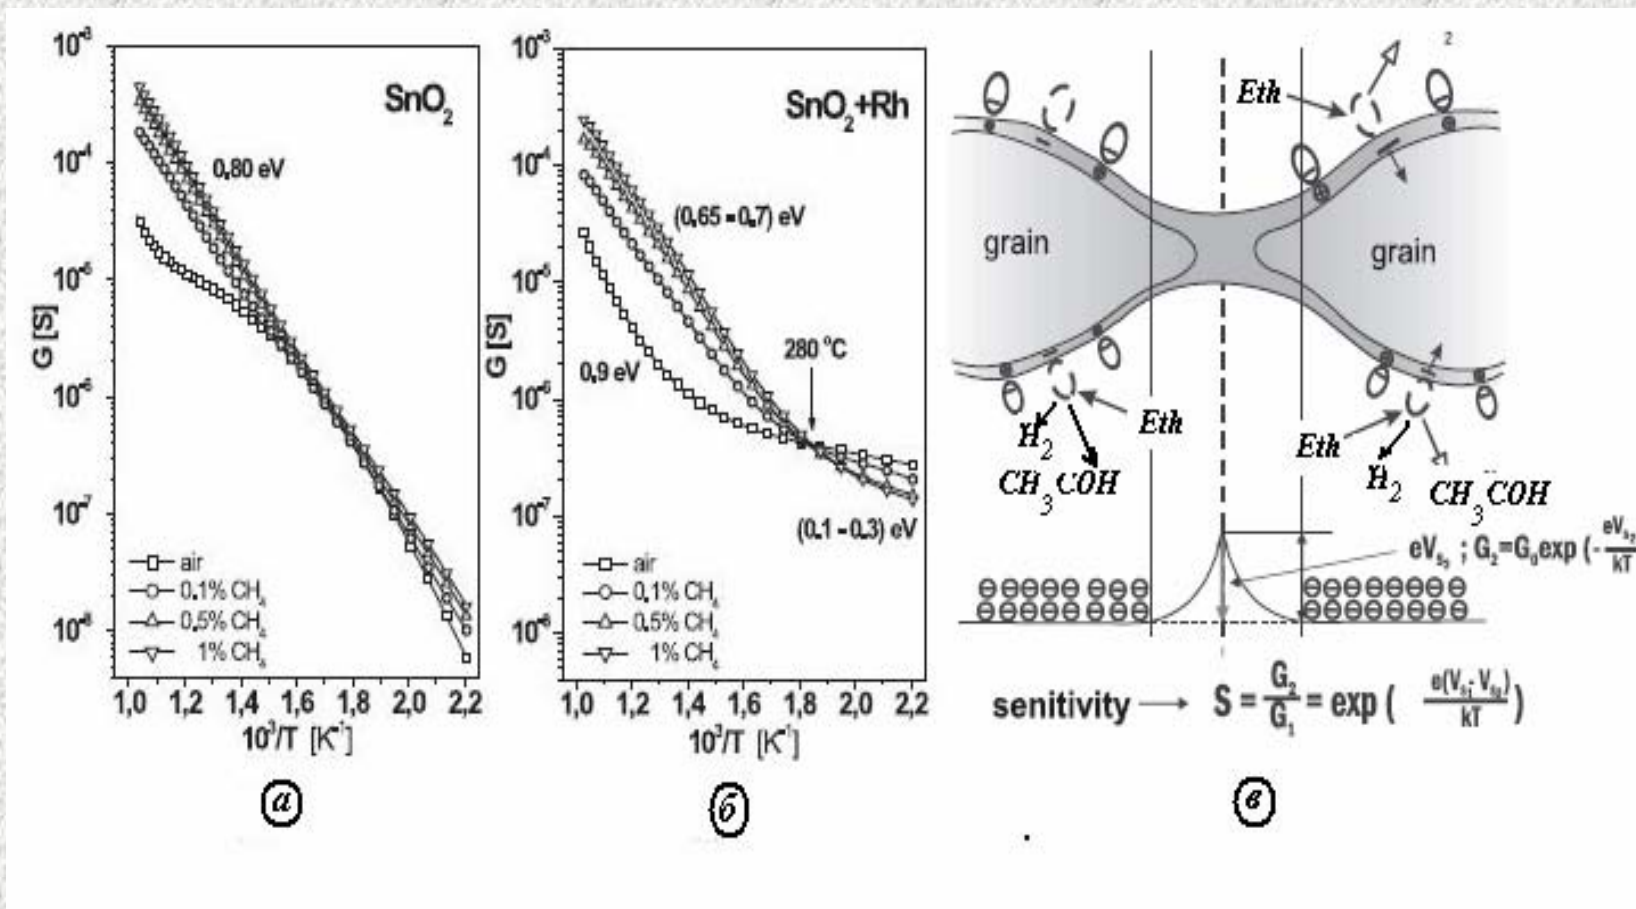 SnO₂
0.80 eV
G [S]
10⁻³
10⁻⁴
10⁻⁵
10⁻⁶
10⁻⁷
10⁻⁸
air
0.1% CH₄
0.5% CH₄
1% CH₄
1,0 1,2 1,4 1,6 1,8 2,0 2,2
10³/T [K⁻¹]
а
SnO₂+Rh
(0.65 - 0.7) eV
280 °C
0.9 eV
(0.1 - 0.3) eV
G [S]
10⁻³
10⁻⁴
10⁻⁵
10⁻⁶
10⁻⁷
10⁻⁸
air
0.1% CH₄
0.5% CH₄
1% CH₄
1,0 1,2 1,4 1,6 1,8 2,0 2,2
10³/T [K⁻¹]
б
2
Eth
grain
grain
Eth
H₂
CH₃COH
Eth
H₂
CH₃COH
; G₂=G₀exp (-
senitivity → S = G₂/G₁ = exp (
kT )
в